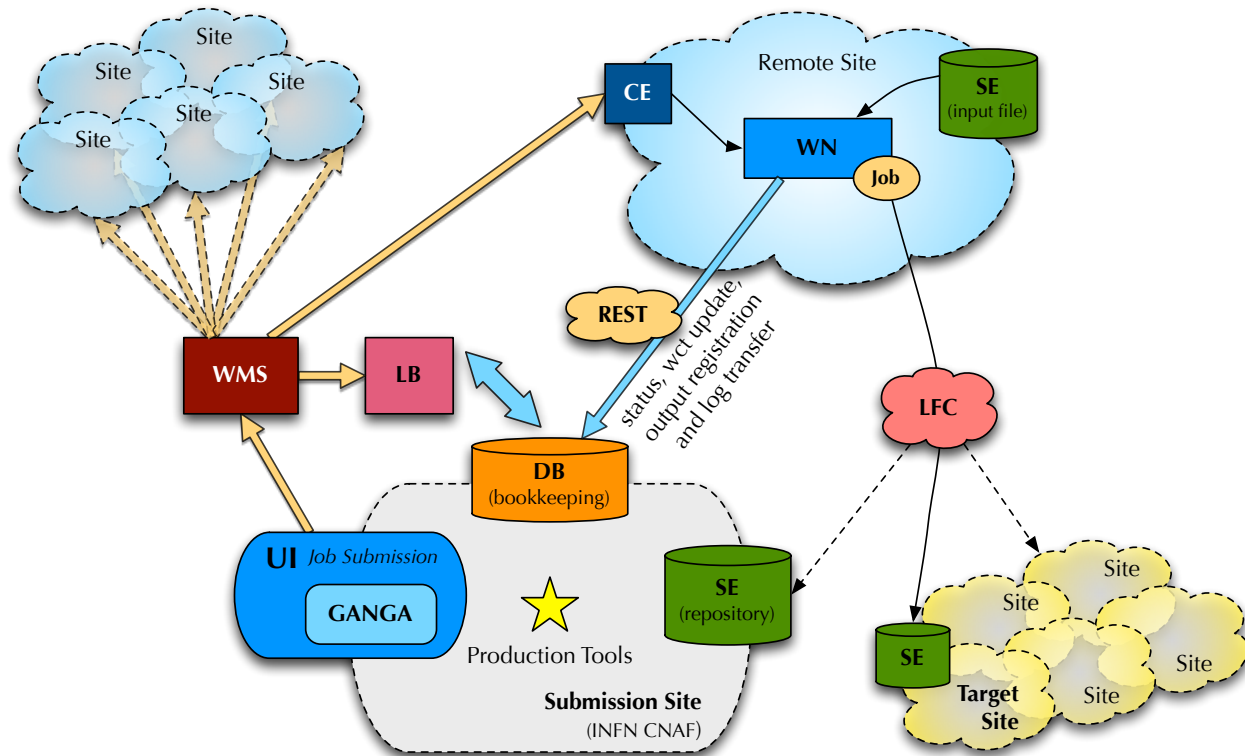 Site
Site
Site
Site
Site
CE
Remote Site
SE
(input file)
WN
Job
REST
status, wct update,
output registration
and log transfer
WMS
LB
LFC
DB
(bookkeeping)
UI Job Submission
GANGA
SE
(repository)
Production Tools
Submission Site
(INFN CNAF)
Site
Site
SE
Site
Target
Site
Site